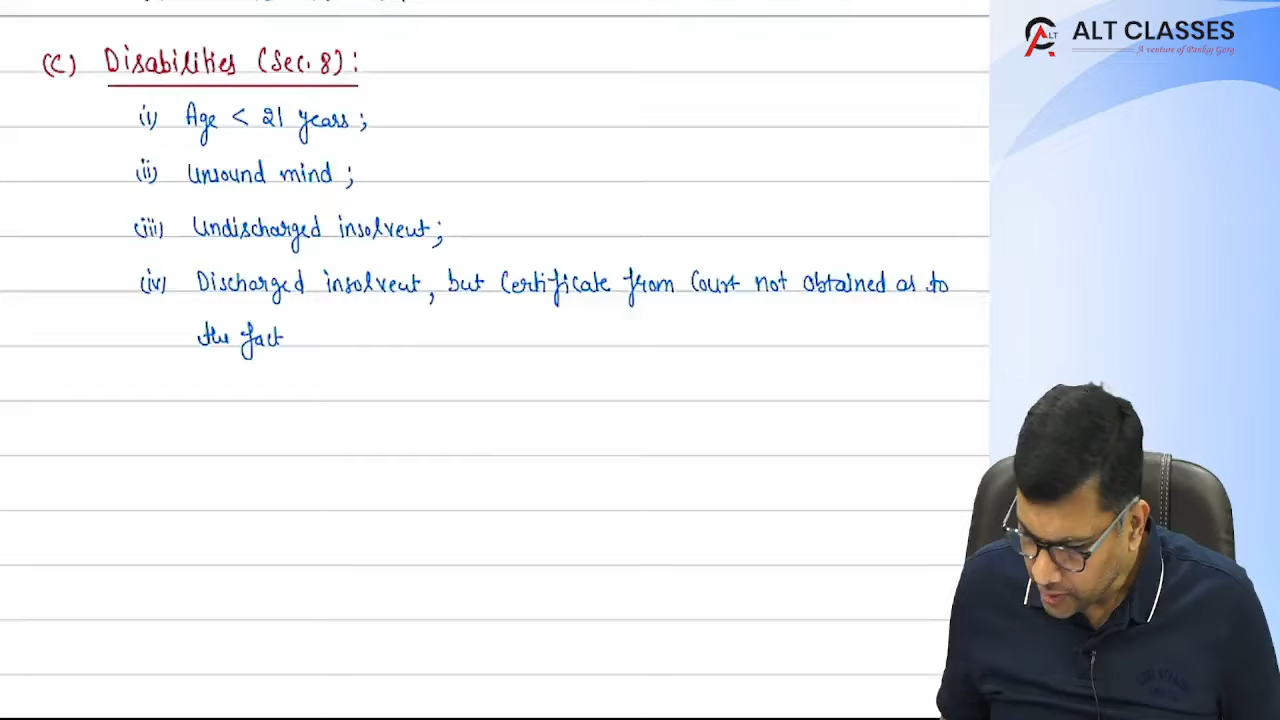 ALT CLASSES
ALT
A venture of Pankaj Garg
(C) Disabilities (Sec. 8):
(i) Age < 21 years;
(ii) Unsound mind;
(iii) Undischarged insolvent;
(iv) Discharged insolvent, but Certificate from Court not obtained as to
the fact